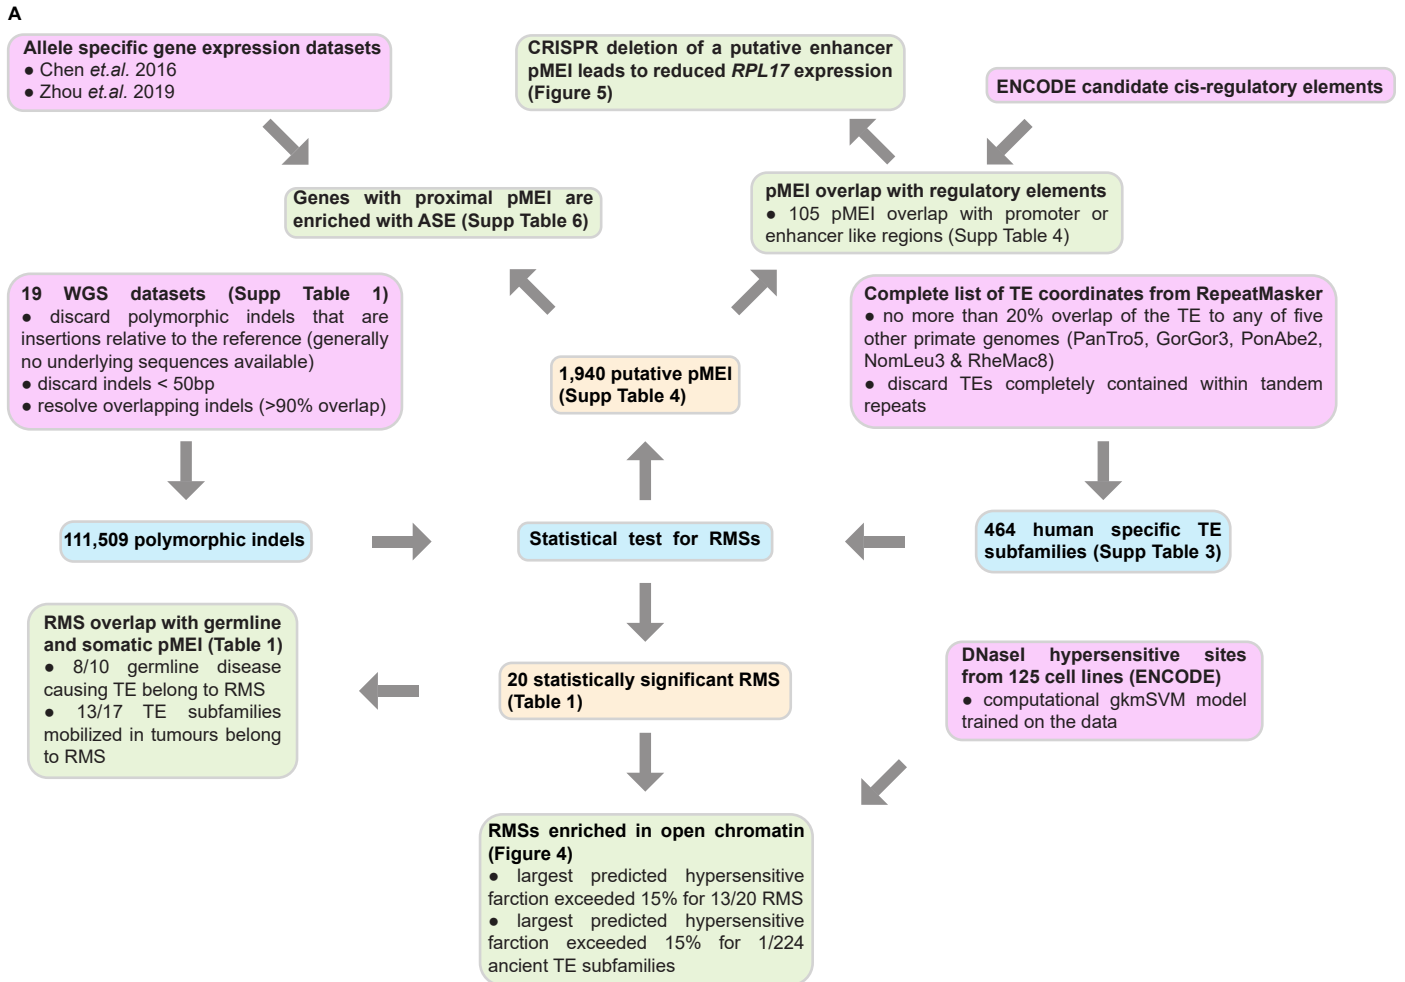 A
Allele specific gene expression datasets
● Chen et.al. 2016
● Zhou et.al. 2019
CRISPR deletion of a putative enhancer
pMEI leads to reduced RPL17 expression
(Figure 5)
ENCODE candidate cis-regulatory elements
Genes with proximal pMEI are
enriched with ASE (Supp Table 6)
pMEI overlap with regulatory elements
● 105 pMEI overlap with promoter or
enhancer like regions (Supp Table 4)
19 WGS datasets (Supp Table 1)
● discard polymorphic indels that are
insertions relative to the reference (generally
no underlying sequences available)
● discard indels < 50bp
● resolve overlapping indels (>90% overlap)
1,940 putative pMEI
(Supp Table 4)
Complete list of TE coordinates from RepeatMasker
● no more than 20% overlap of the TE to any of five
other primate genomes (PanTro5, GorGor3, PonAbe2,
NomLeu3 & RheMac8)
● discard TEs completely contained within tandem
repeats
111,509 polymorphic indels
Statistical test for RMSs
464 human specific TE
subfamilies (Supp Table 3)
RMS overlap with germline
and somatic pMEI (Table 1)
● 8/10 germline disease
causing TE belong to RMS
● 13/17 TE subfamilies
mobilized in tumours belong
to RMS
20 statistically significant RMS
(Table 1)
DNaseI hypersensitive sites
from 125 cell lines (ENCODE)
● computational gkmSVM model
trained on the data
RMSs enriched in open chromatin
(Figure 4)
● largest predicted hypersensitive
farction exceeded 15% for 13/20 RMS
● largest predicted hypersensitive
farction exceeded 15% for 1/224
ancient TE subfamilies